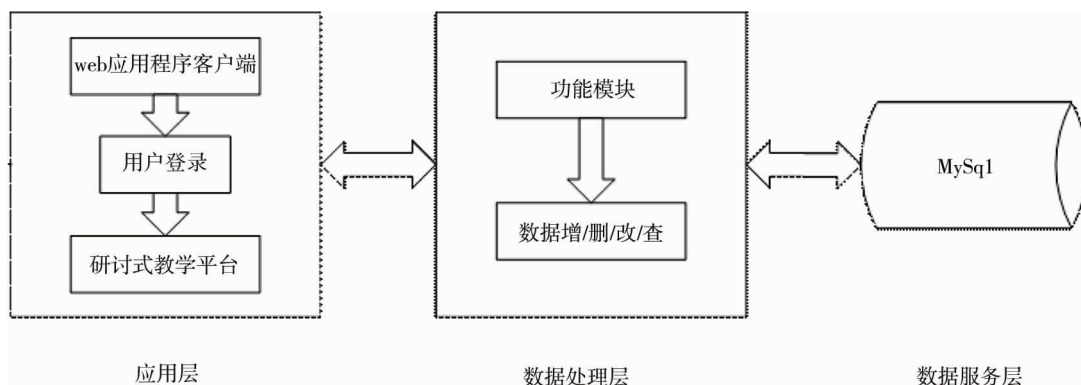 web应用程序客户端
用户登录
研讨式教学平台
功能模块
数据增/删/改/查
MySq1
应用层
数据处理层
数据服务层